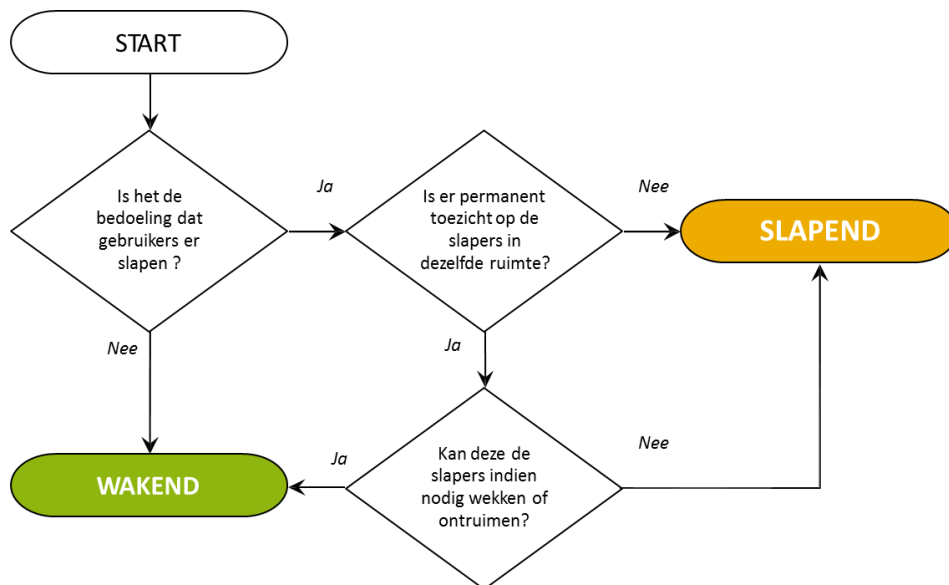 START
Is het de
bedoeling dat
gebruikers er
slapen ?
Ja
Is er permanent
toezicht op de
slapers in
dezelfde ruimte?
Nee
SLAPEND
Nee
Ja
WAKEND
Ja
Kan deze de
slapers indien
nodig wekken of
ontruimen?
Nee